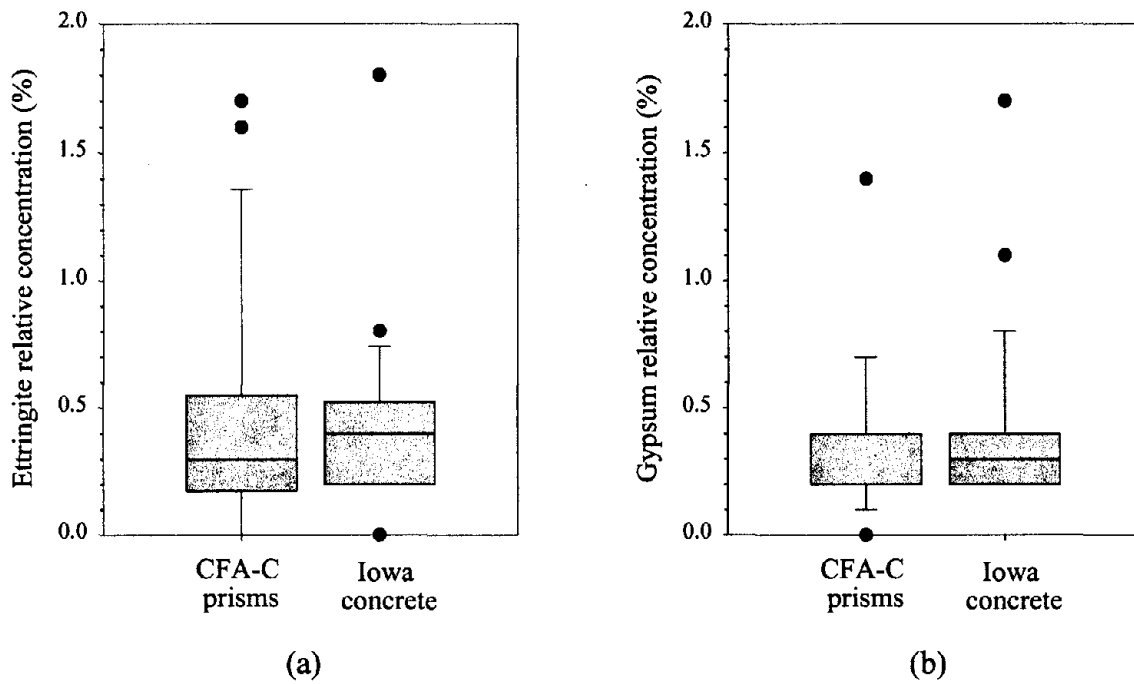 Ettringite relative concentration (%)
2.0
1.5
1.0
0.5
0.0
CFA-C
prisms
Iowa
concrete
(a)
Gypsum relative concentration (%)
2.0
1.5
1.0
0.5
0.0
CFA-C
prisms
Iowa
concrete
(b)